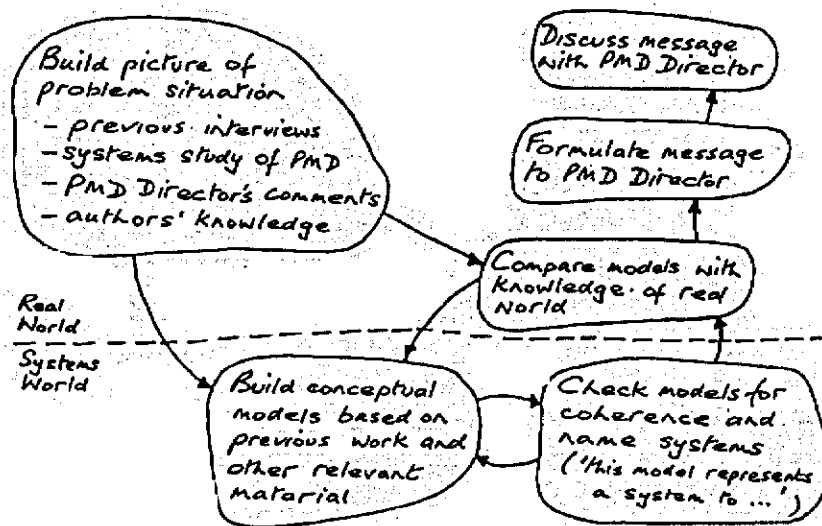 Build picture of
problem situation
- previous interviews
- systems study of PMD
- PMD Director's comments
- authors' knowledge
Discuss message
with PMD Director
Formulate message
to PMD Director
Compare models with
knowledge of real
world
Real
World
Systems
World
Build conceptual
models based on
previous work and
other relevant
material
Check models for
coherence and
name systems
('this model represents
a system to ...')